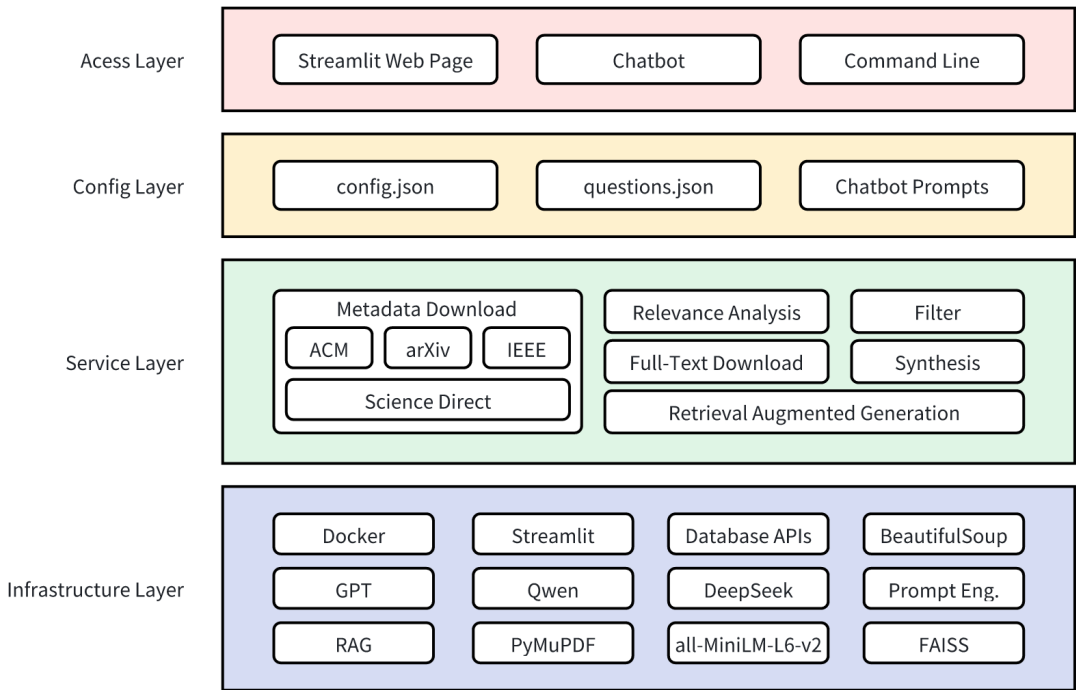 Acess Layer
Streamlit Web Page
Chatbot
Command Line
Config Layer
config.json
questions.json
Chatbot Prompts
Service Layer
Metadata Download
ACM
arXiv
IEEE
Science Direct
Relevance Analysis
Filter
Full-Text Download
Synthesis
Retrieval Augmented Generation
Infrastructure Layer
Docker
Streamlit
Database APIs
BeautifulSoup
GPT
Qwen
DeepSeek
Prompt Eng.
RAG
PyMuPDF
all-MiniLM-L6-v2
FAISS